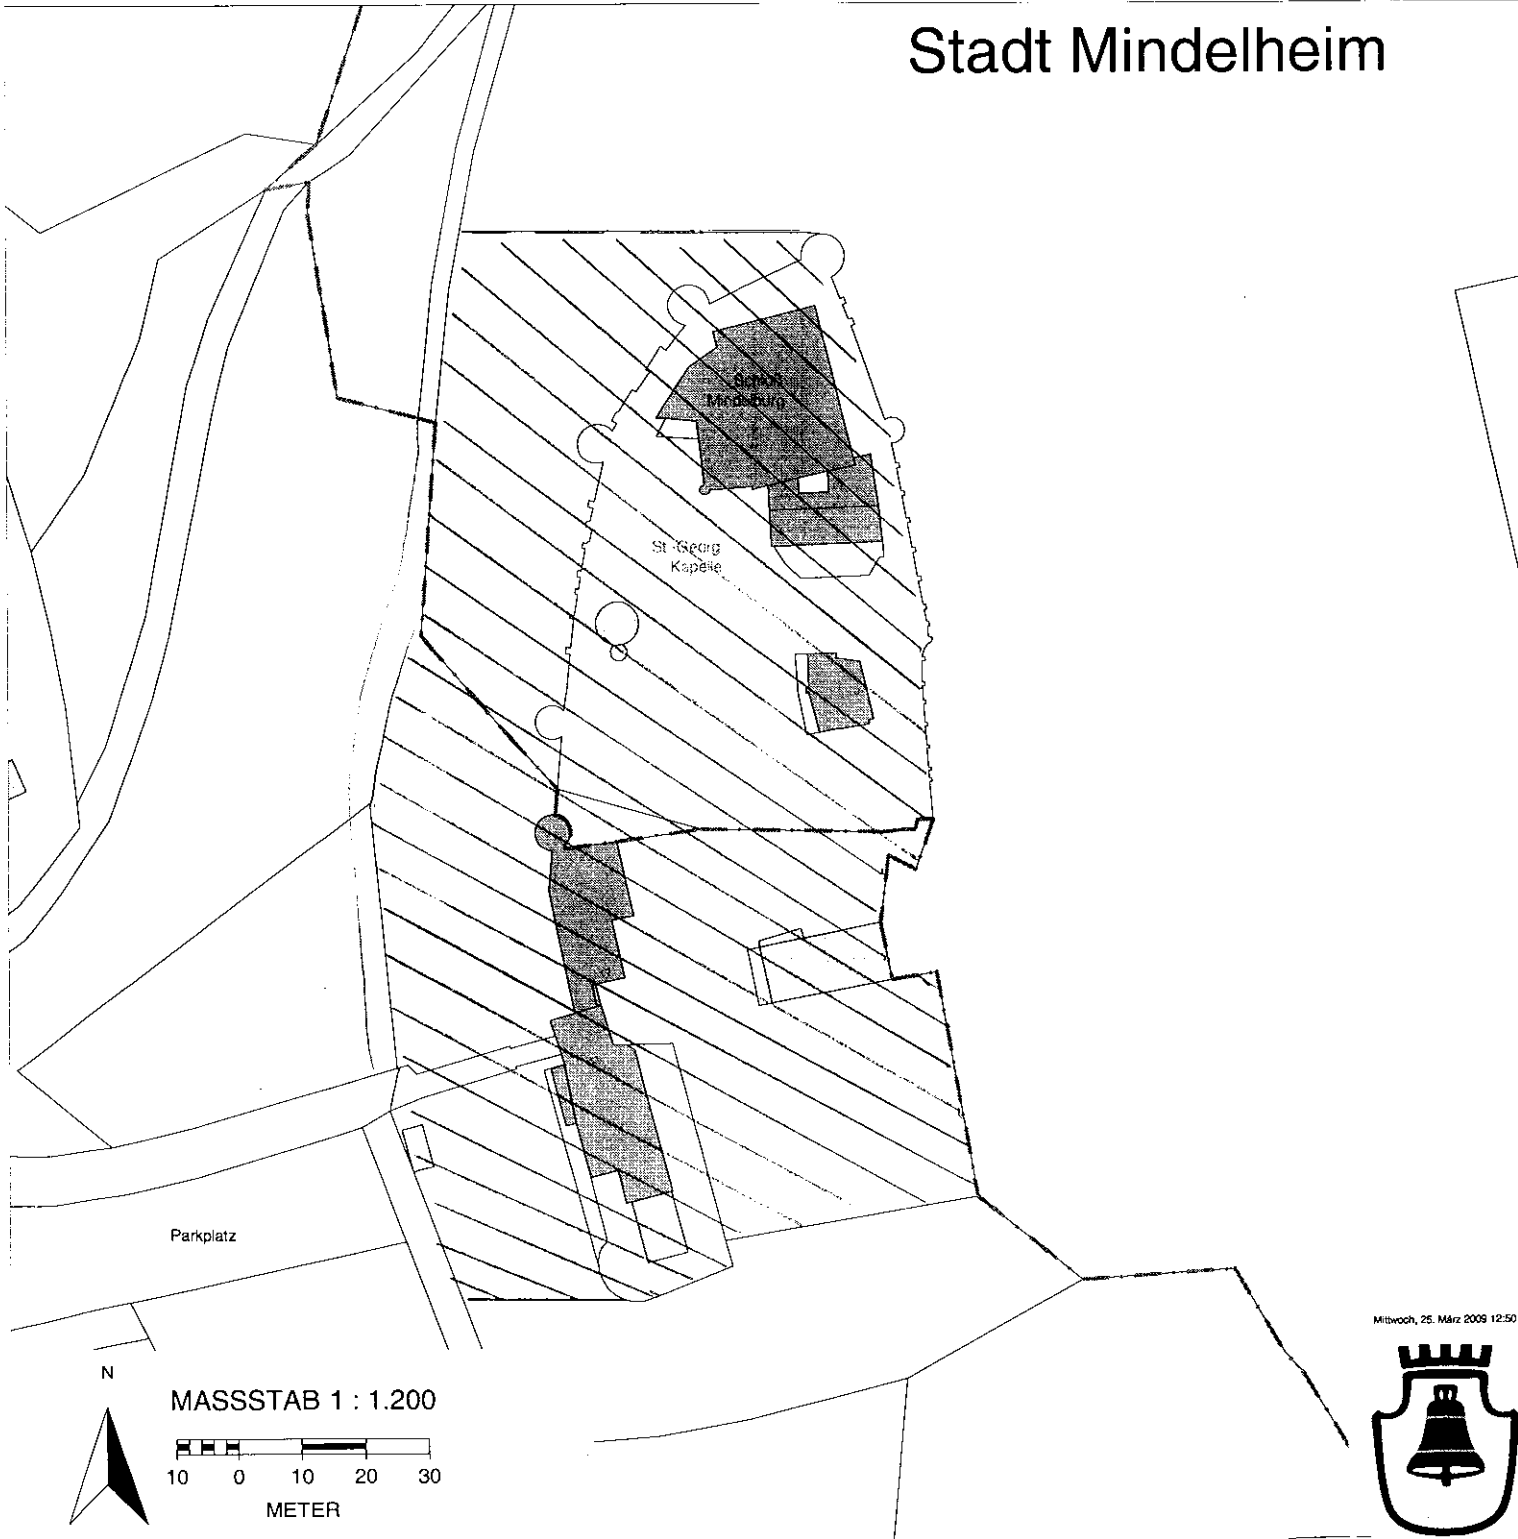 Stadt Mindelheim
Schloß
Mindelburg
St. Georg
Kapelle
Parkplatz
Mittwoch, 25. März 2009 12:50
N
MASSSTAB 1 : 1.200
10 0 10 20 30
METER